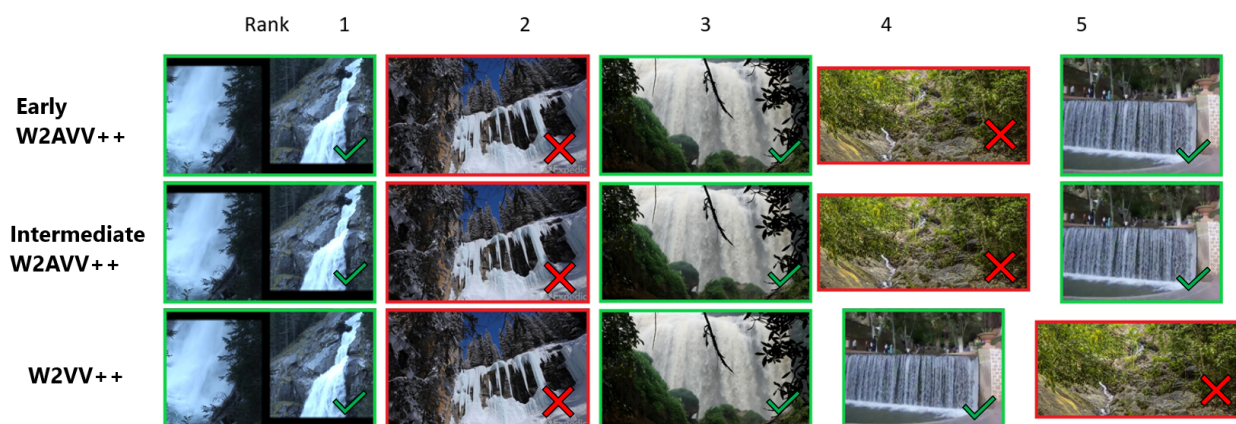 Rank 1 2 3 4 5
Early
W2AVV++
Intermediate
W2AVV++
W2VV++